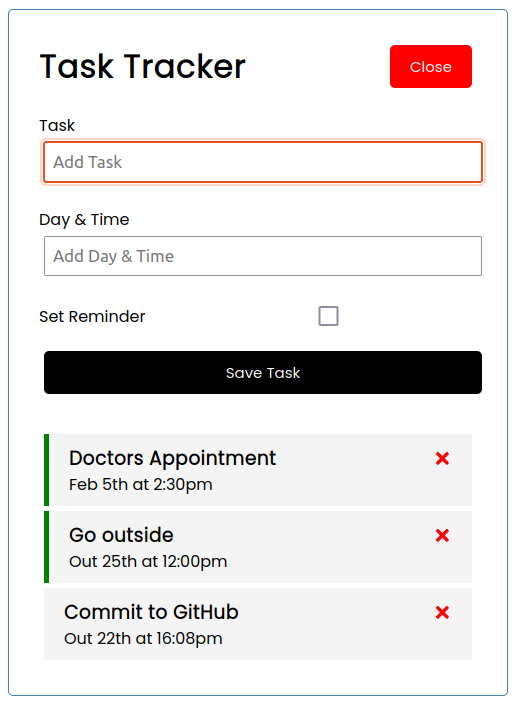 Task Tracker
Close
Task
Add Task
Day & Time
Add Day & Time
Set Reminder
Save Task
Doctors Appointment
Feb 5th at 2:30pm
Go outside
Out 25th at 12:00pm
Commit to GitHub
Out 22th at 16:08pm